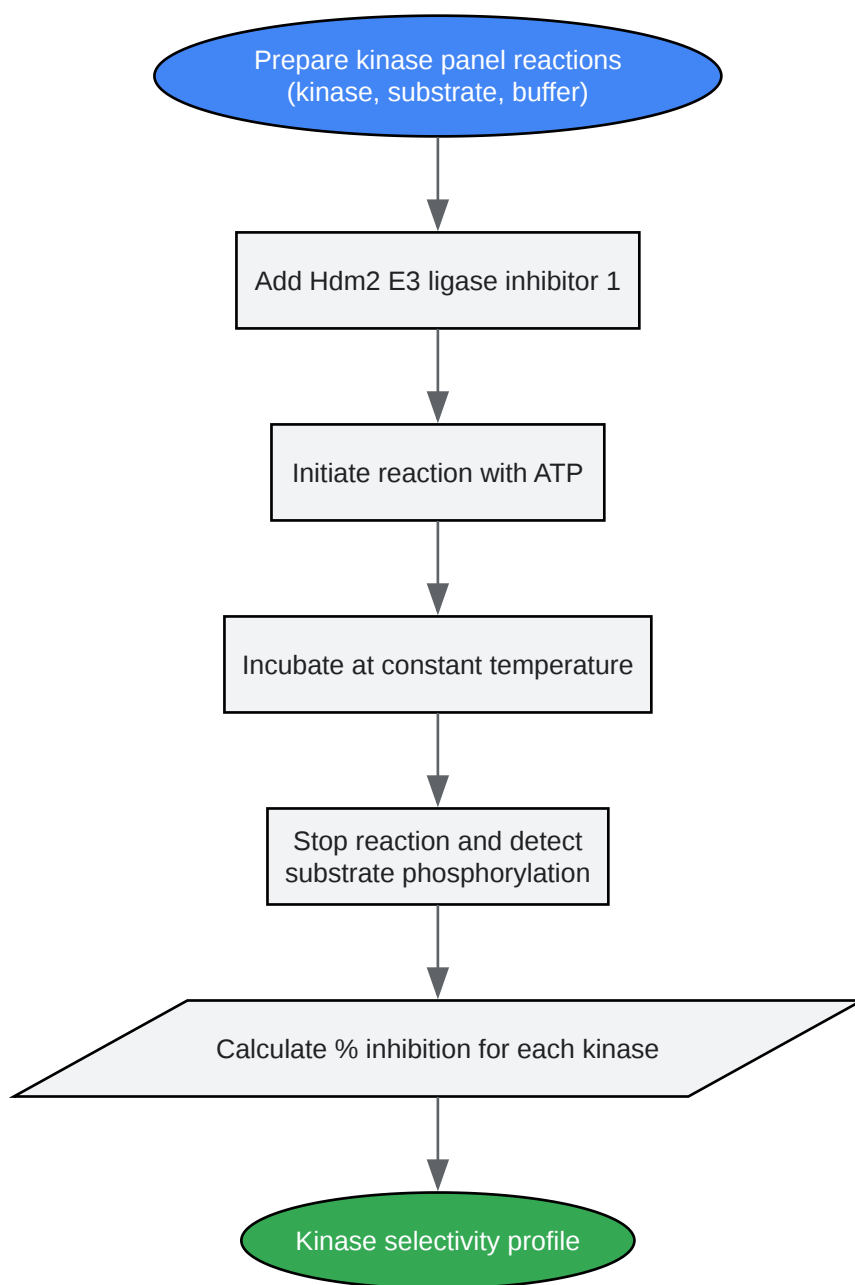 Prepare kinase panel reactions
(kinase, substrate, buffer)
Add Hdm2 E3 ligase inhibitor 1
Initiate reaction with ATP
Incubate at constant temperature
Stop reaction and detect
substrate phosphorylation
Calculate % inhibition for each kinase
Kinase selectivity profile